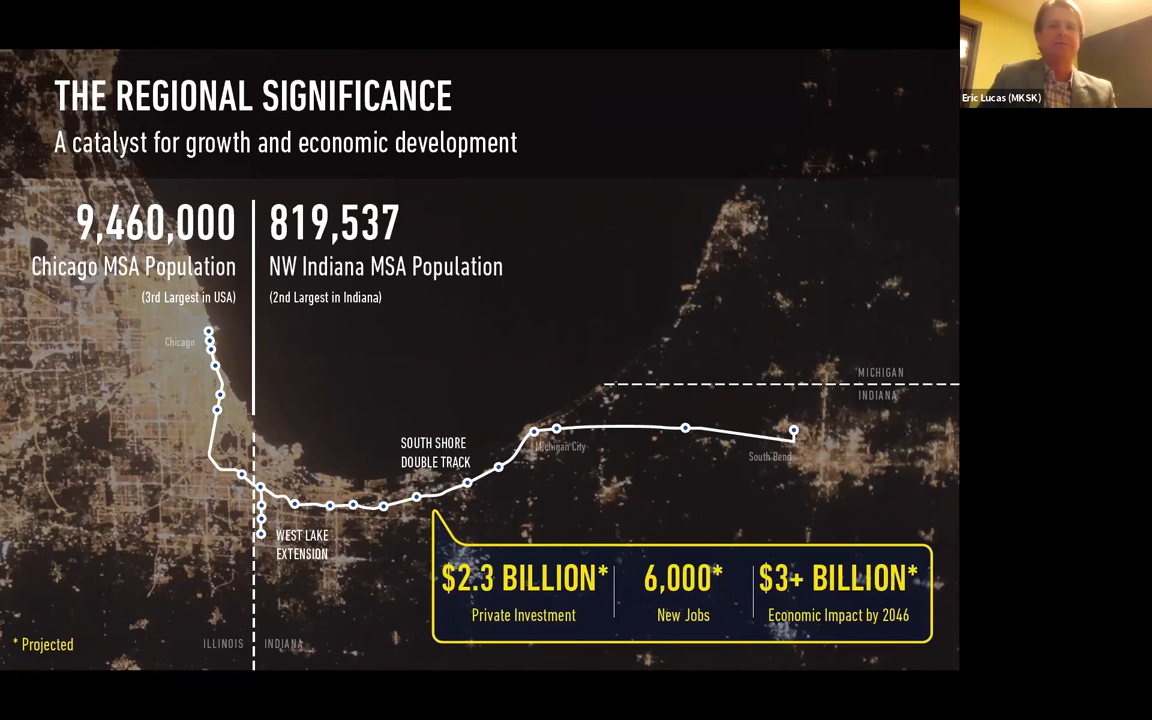 THE REGIONAL SIGNIFICANCE
A catalyst for growth and economic development
9,460,000
Chicago MSA Population
(3rd Largest in USA)
819,537
NW Indiana MSA Population
(2nd Largest in Indiana)
Chicago
MICHIGAN
INDIANA
SOUTH SHORE
DOUBLE TRACK
Michigan City
South Bend
WEST LAKE
EXTENSION
$2.3 BILLION*
Private Investment
6,000*
New Jobs
$3+ BILLION*
Economic Impact by 2046
* Projected
ILLINOIS
INDIANA
Eric Lucas (MKSK)